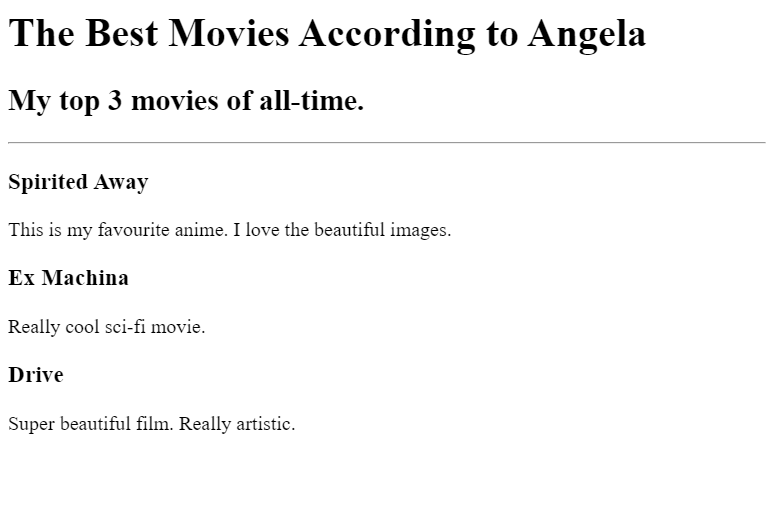 The Best Movies According to Angela
My top 3 movies of all-time.
Spirited Away
This is my favourite anime. I love the beautiful images.
Ex Machina
Really cool sci-fi movie.
Drive
Super beautiful film. Really artistic.